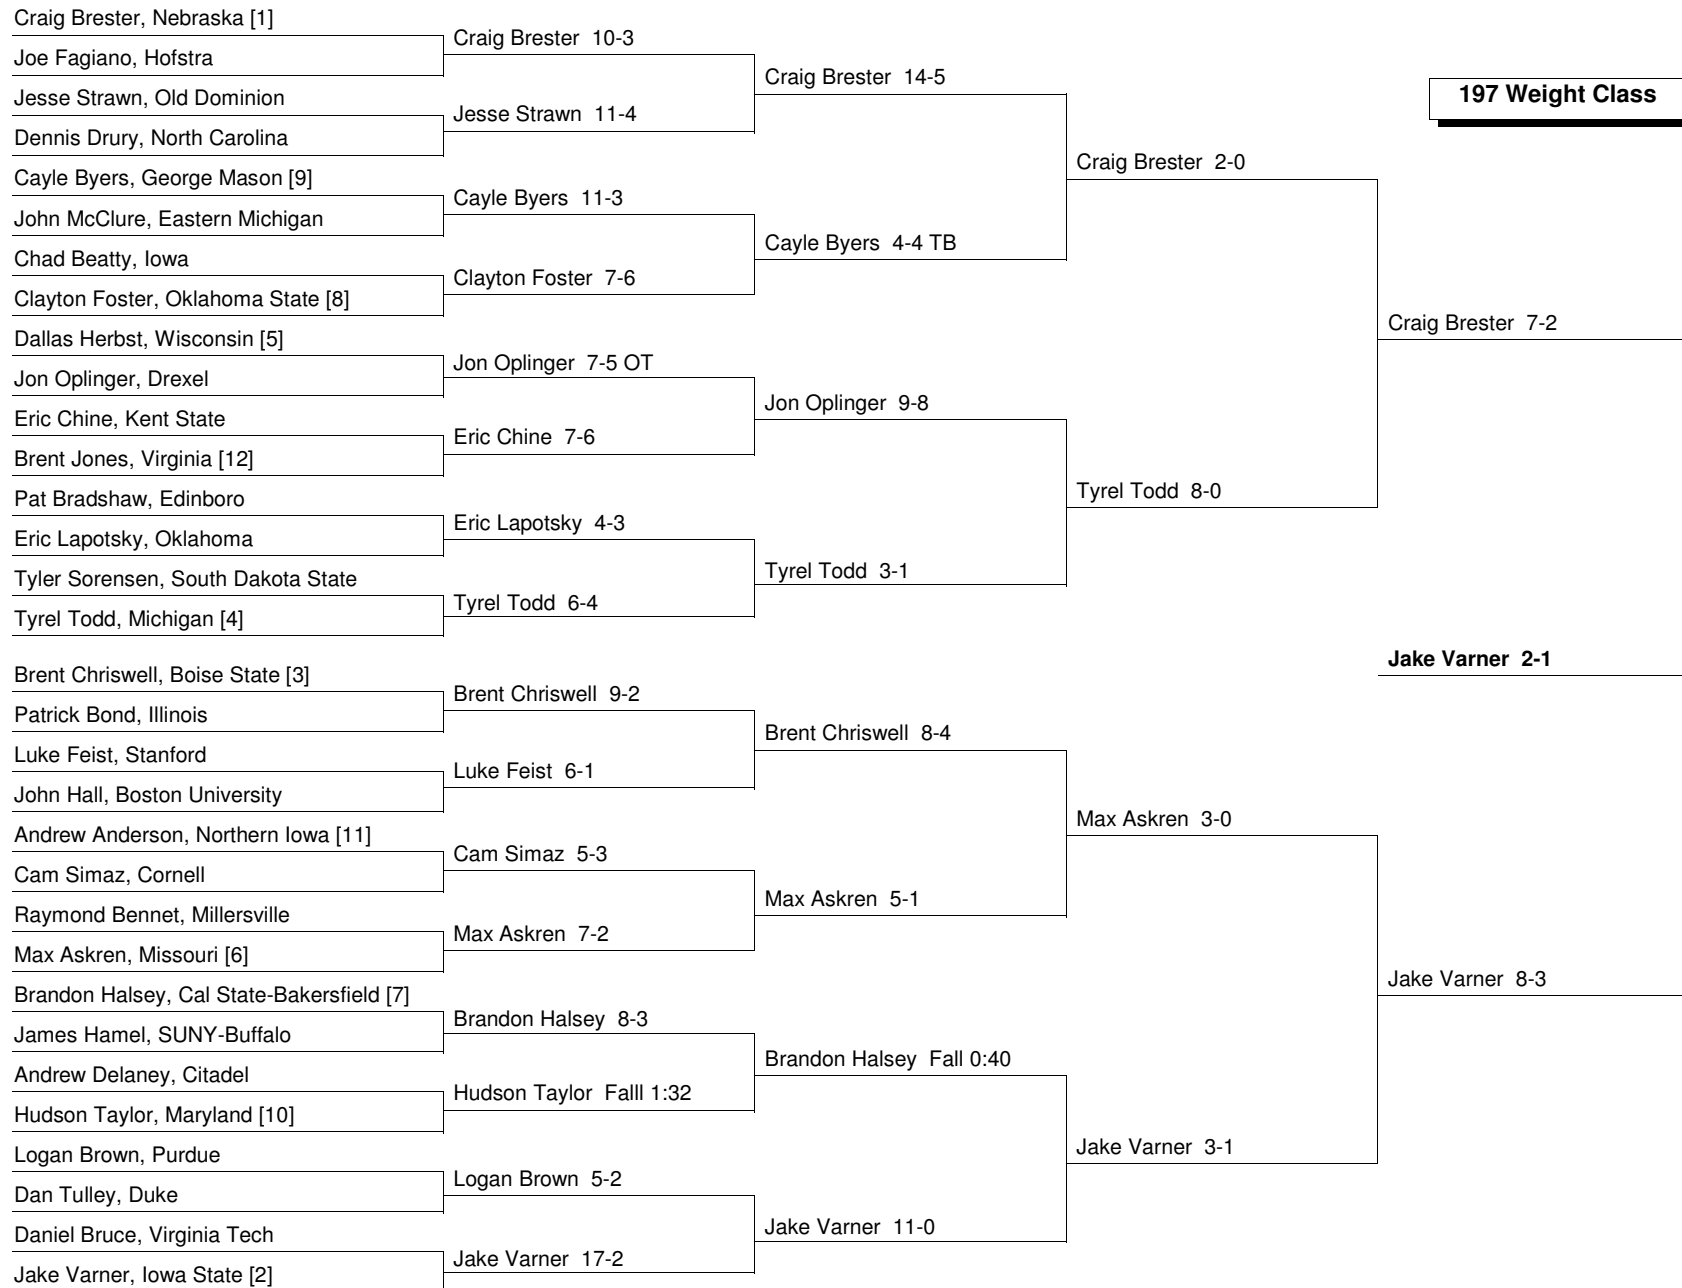 Craig Brester, Nebraska [1]
Joe Fagiano, Hofstra
Jesse Strawn, Old Dominion
Dennis Drury, North Carolina
Cayle Byers, George Mason [9]
John McClure, Eastern Michigan
Chad Beatty, Iowa
Clayton Foster, Oklahoma State [8]
Dallas Herbst, Wisconsin [5]
Jon Oplinger, Drexel
Eric Chine, Kent State
Brent Jones, Virginia [12]
Pat Bradshaw, Edinboro
Eric Lapotsky, Oklahoma
Tyler Sorensen, South Dakota State
Tyrel Todd, Michigan [4]
Brent Chriswell, Boise State [3]
Patrick Bond, Illinois
Luke Feist, Stanford
John Hall, Boston University
Andrew Anderson, Northern Iowa [11]
Cam Simaz, Cornell
Raymond Bennet, Millersville
Max Askren, Missouri [6]
Brandon Halsey, Cal State-Bakersfield [7]
James Hamel, SUNY-Buffalo
Andrew Delaney, Citadel
Hudson Taylor, Maryland [10]
Logan Brown, Purdue
Dan Tulley, Duke
Daniel Bruce, Virginia Tech
Jake Varner, Iowa State [2]
Craig Brester 10-3
Jesse Strawn 11-4
Cayle Byers 11-3
Clayton Foster 7-6
Jon Oplinger 7-5 OT
Eric Chine 7-6
Eric Lapotsky 4-3
Tyrel Todd 6-4
Brent Chriswell 9-2
Luke Feist 6-1
Cam Simaz 5-3
Max Askren 7-2
Brandon Halsey 8-3
Hudson Taylor Falll 1:32
Logan Brown 5-2
Jake Varner 17-2
Craig Brester 14-5
Cayle Byers 4-4 TB
Jon Oplinger 9-8
Tyrel Todd 3-1
Brent Chriswell 8-4
Max Askren 5-1
Brandon Halsey Fall 0:40
Jake Varner 11-0
Craig Brester 2-0
Tyrel Todd 8-0
Max Askren 3-0
Jake Varner 3-1
197 Weight Class
Craig Brester 7-2
Jake Varner 2-1
Jake Varner 8-3